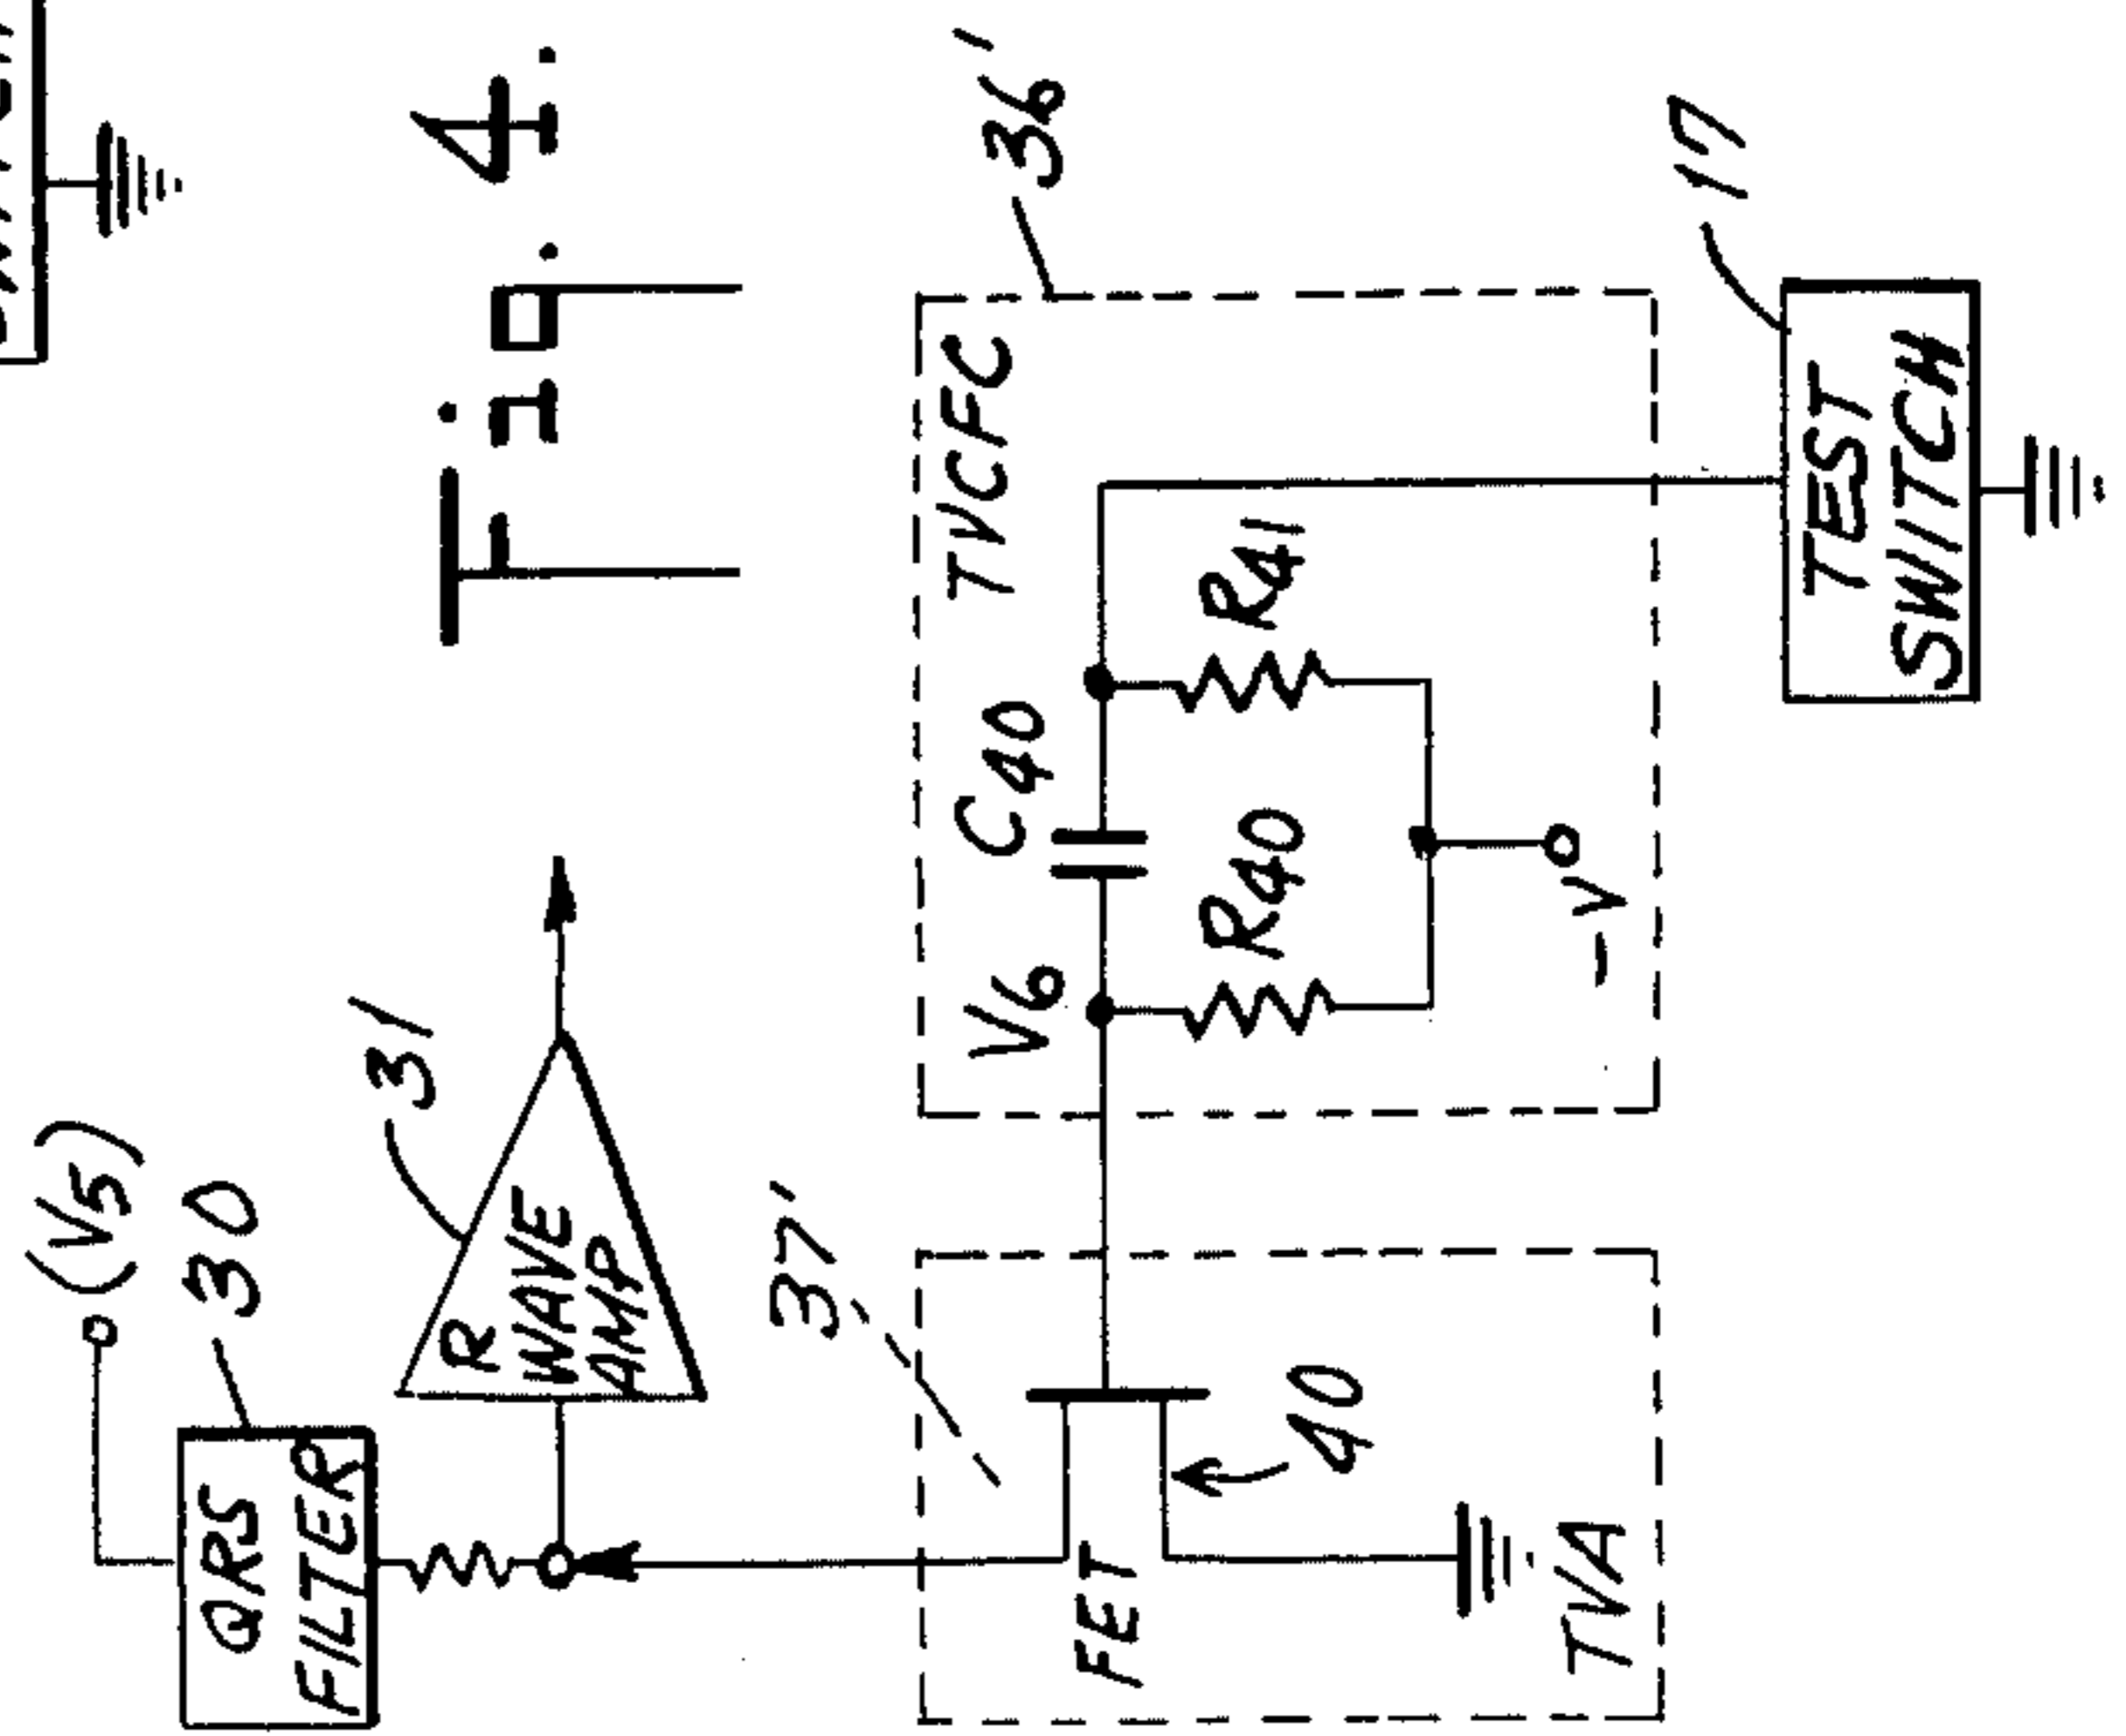 (V5)
30
QRS
FILTER
31
R
WAVE
AMP
Fig. 4.
37'
36'
TVCFC
V6
C40
R40
R41
-V
FET
40
TVA
17
TEST
SWITCH